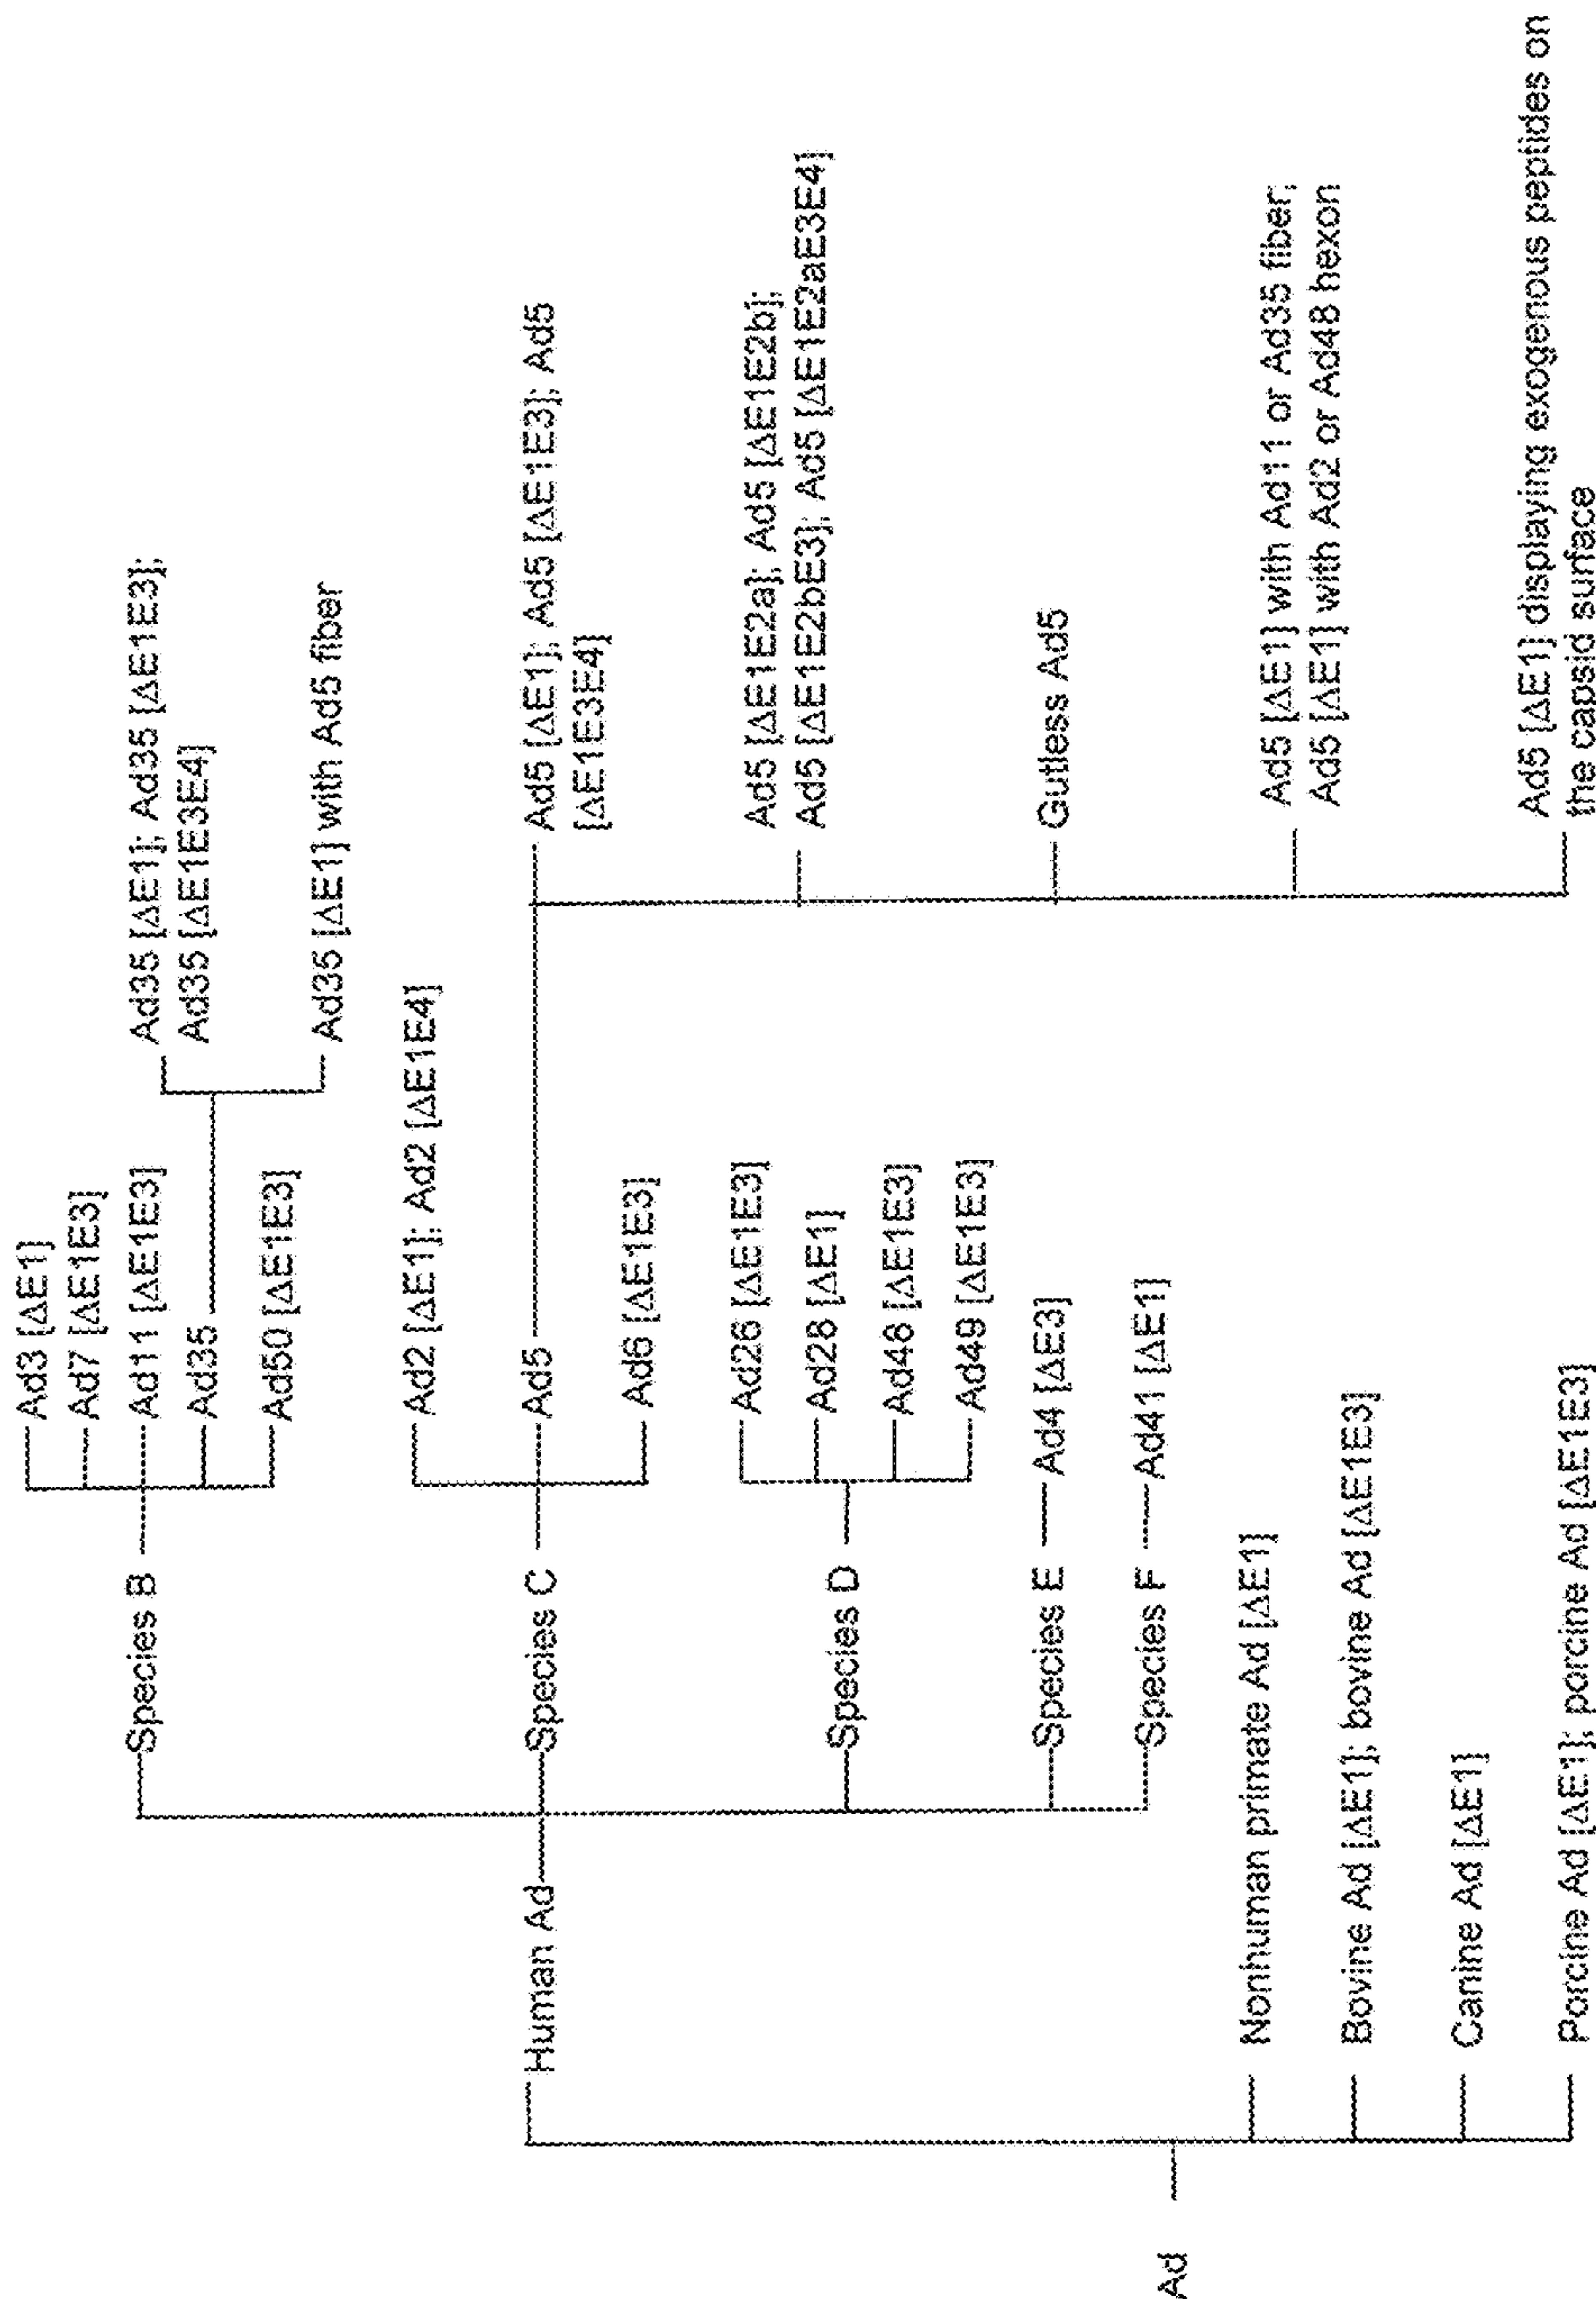 Ad
Human Ad
Species B
Ad3 [ΔE1]
Ad7 [ΔE1E3]
Ad11 [ΔE1E3]
Ad35
Ad35 [ΔE1]; Ad35 [ΔE1E3];
Ad35 [ΔE1E3E4]
Ad35 [ΔE1] with Ad5 fiber
Ad50 [ΔE1E3]
Species C
Ad2 [ΔE1]; Ad2 [ΔE1E4]
Ad5
Ad5 [ΔE1]; Ad5 [ΔE1E3]; Ad5
[ΔE1E3E4]
Ad5 [ΔE1E2a]; Ad5 [ΔE1E2b];
Ad5 [ΔE1E2bE3]; Ad5 [ΔE1E2aE3E4]
Gutless Ad5
Ad5 [ΔE1] with Ad11 or Ad35 fiber;
Ad5 [ΔE1] with Ad2 or Ad48 hexon
Ad5 [ΔE1] displaying exogenous peptides on
the capsid surface
Ad6 [ΔE1E3]
Species D
Ad26 [ΔE1E3]
Ad28 [ΔE1]
Ad48 [ΔE1E3]
Ad49 [ΔE1E3]
Species E
Ad4 [ΔE3]
Species F
Ad41 [ΔE1]
Nonhuman primate Ad [ΔE1]
Bovine Ad [ΔE1]; bovine Ad [ΔE1E3]
Canine Ad [ΔE1]
Porcine Ad [ΔE1]; porcine Ad [ΔE1E3]